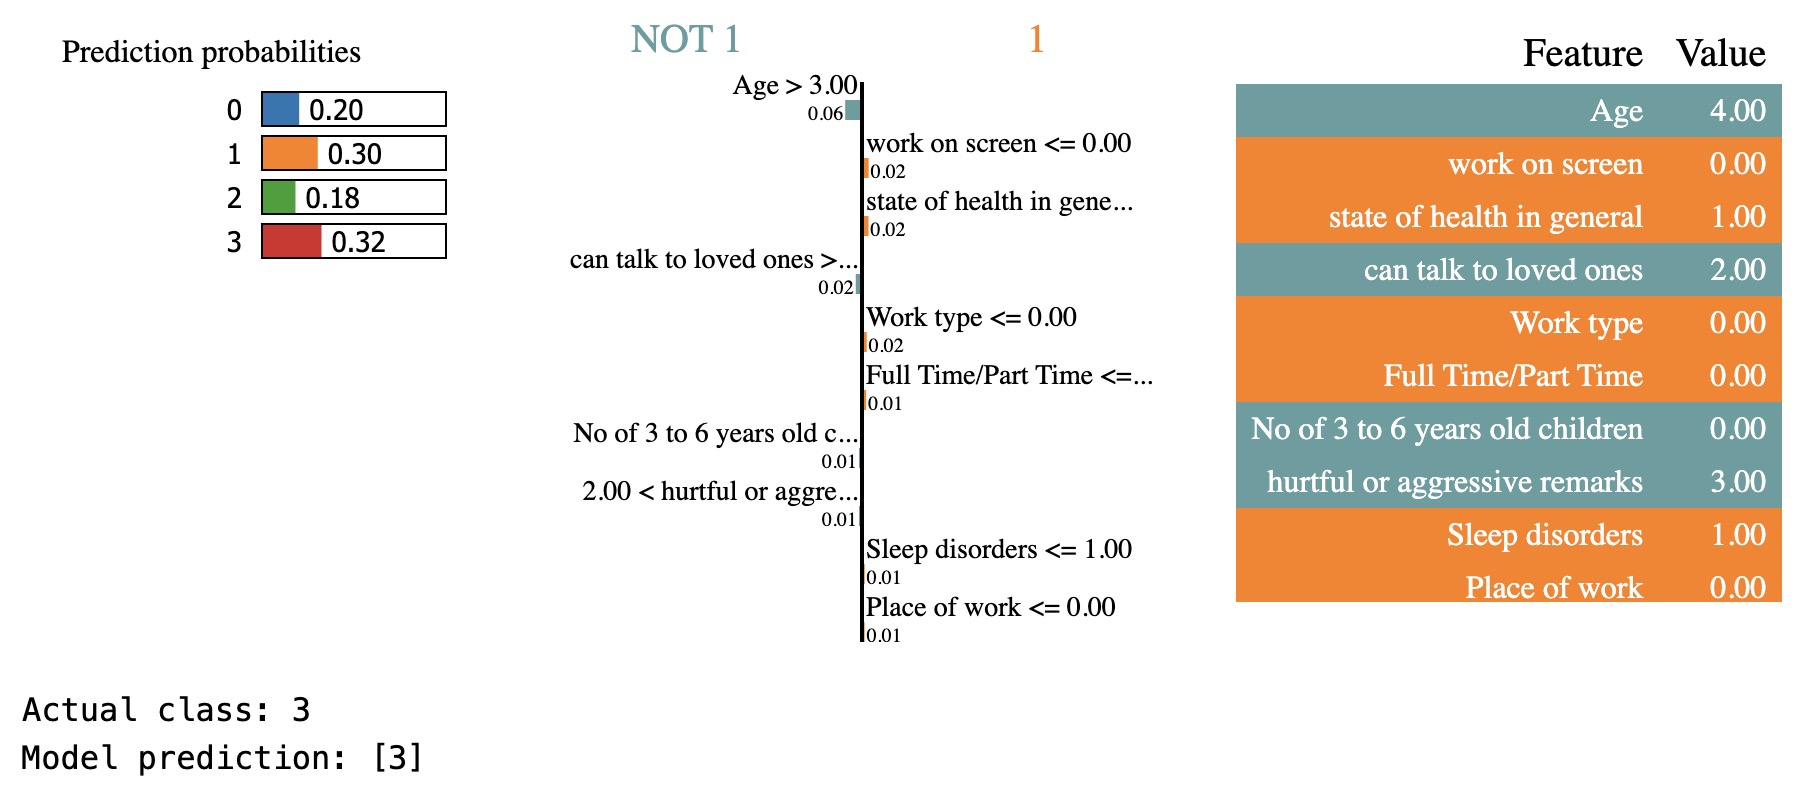 Prediction probabilities
0 0.20
1 0.30
2 0.18
3 0.32
NOT 1 1
Age > 3.00
0.06
work on screen <= 0.00
0.02
state of health in gene...
0.02
can talk to loved ones >...
0.02
Work type <= 0.00
0.02
Full Time/Part Time <=...
0.01
No of 3 to 6 years old c...
0.01
2.00 < hurtful or aggre...
0.01
Sleep disorders <= 1.00
0.01
Place of work <= 0.00
0.01
Feature Value
Age 4.00
work on screen 0.00
state of health in general 1.00
can talk to loved ones 2.00
Work type 0.00
Full Time/Part Time 0.00
No of 3 to 6 years old children 0.00
hurtful or aggressive remarks 3.00
Sleep disorders 1.00
Place of work 0.00
Actual class: 3
Model prediction: [3]